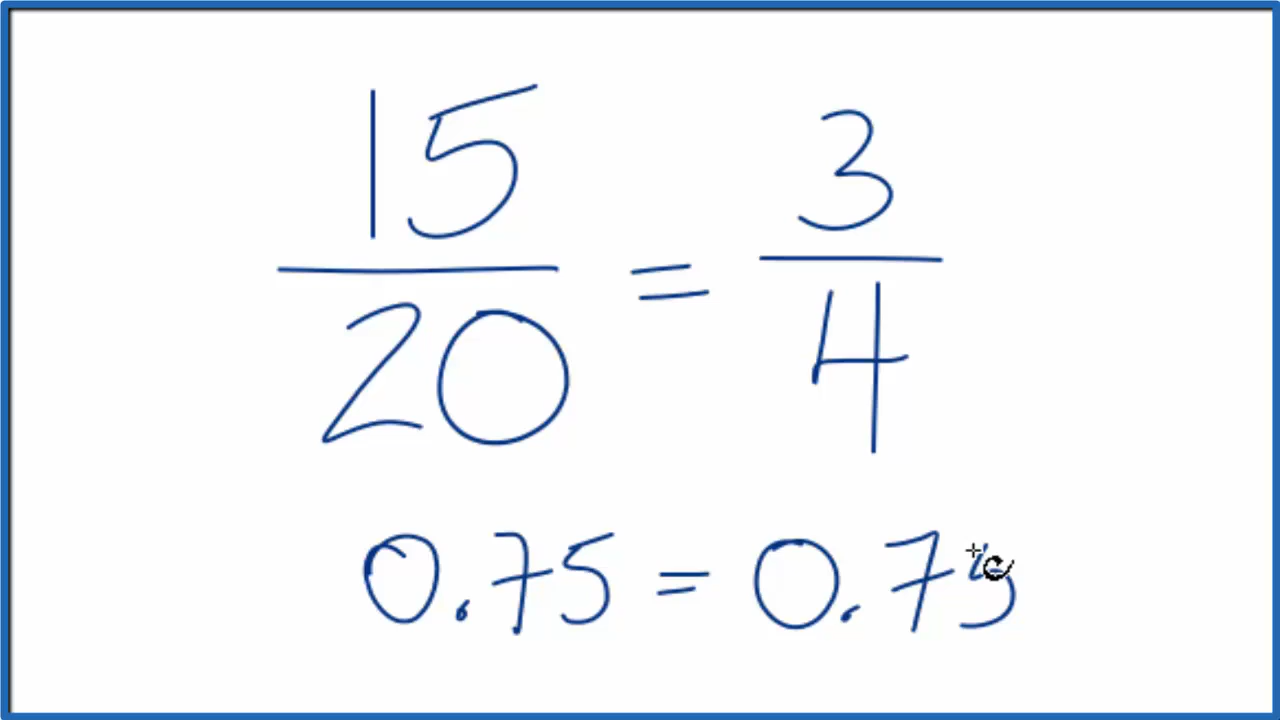 15/20 = 3/4
0.75 = 0.75